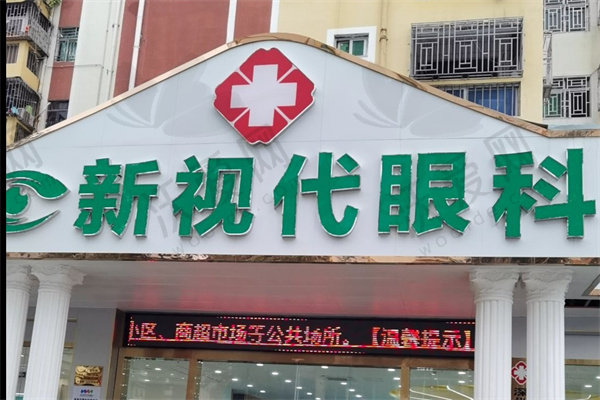 新视代眼科
小区、商超市场等公共场所。【温馨提示】